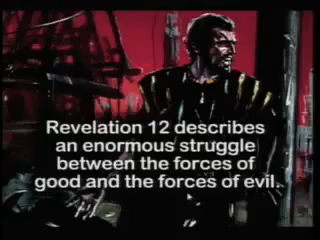 Revelation 12 describes
an enormous struggle
between the forces of
good and the forces of evil.